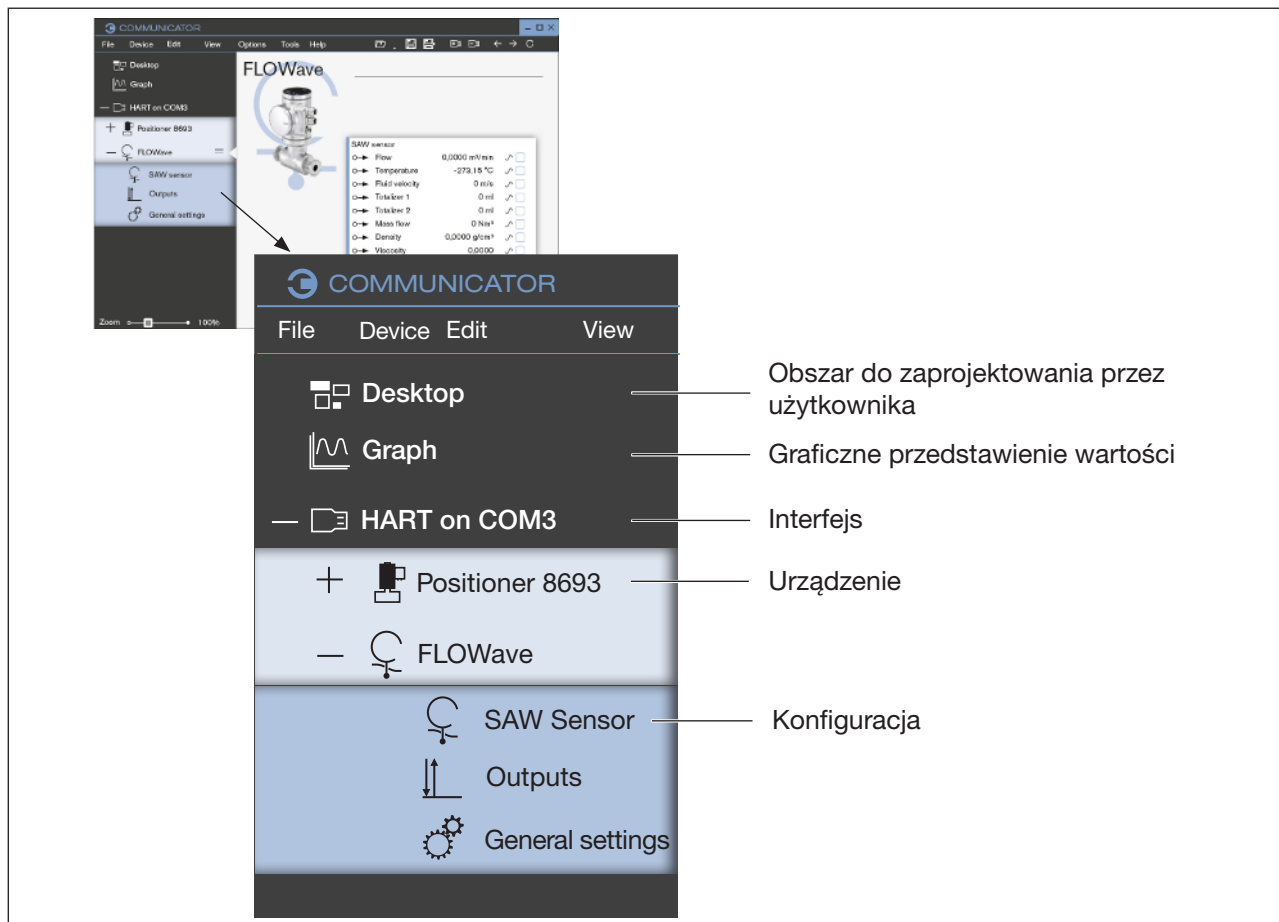 COMMUNICATOR
File Device Edit View Options Tools Help
Desktop
Graph
HART on COM3
Positioner 8693
FLOWave
SAW sensor
Outputs
General settings
Zoom 100%
FLOWave
SAW sensor
Flow 0,0000 m³/min
Temperature -273,15 °C
Fluid velocity 0 m/s
Totalizer 1 0 ml
Totalizer 2 0 ml
Mass flow 0 Nm³
Density 0,0000 g/cm³
Viscosity 0,0000
COMMUNICATOR
File Device Edit View
Desktop
Obszar do zaprojektowania przez
użytkownika
Graph
Graficzne przedstawienie wartości
HART on COM3
Interfejs
Positioner 8693
Urządzenie
FLOWave
SAW Sensor
Konfiguracja
Outputs
General settings